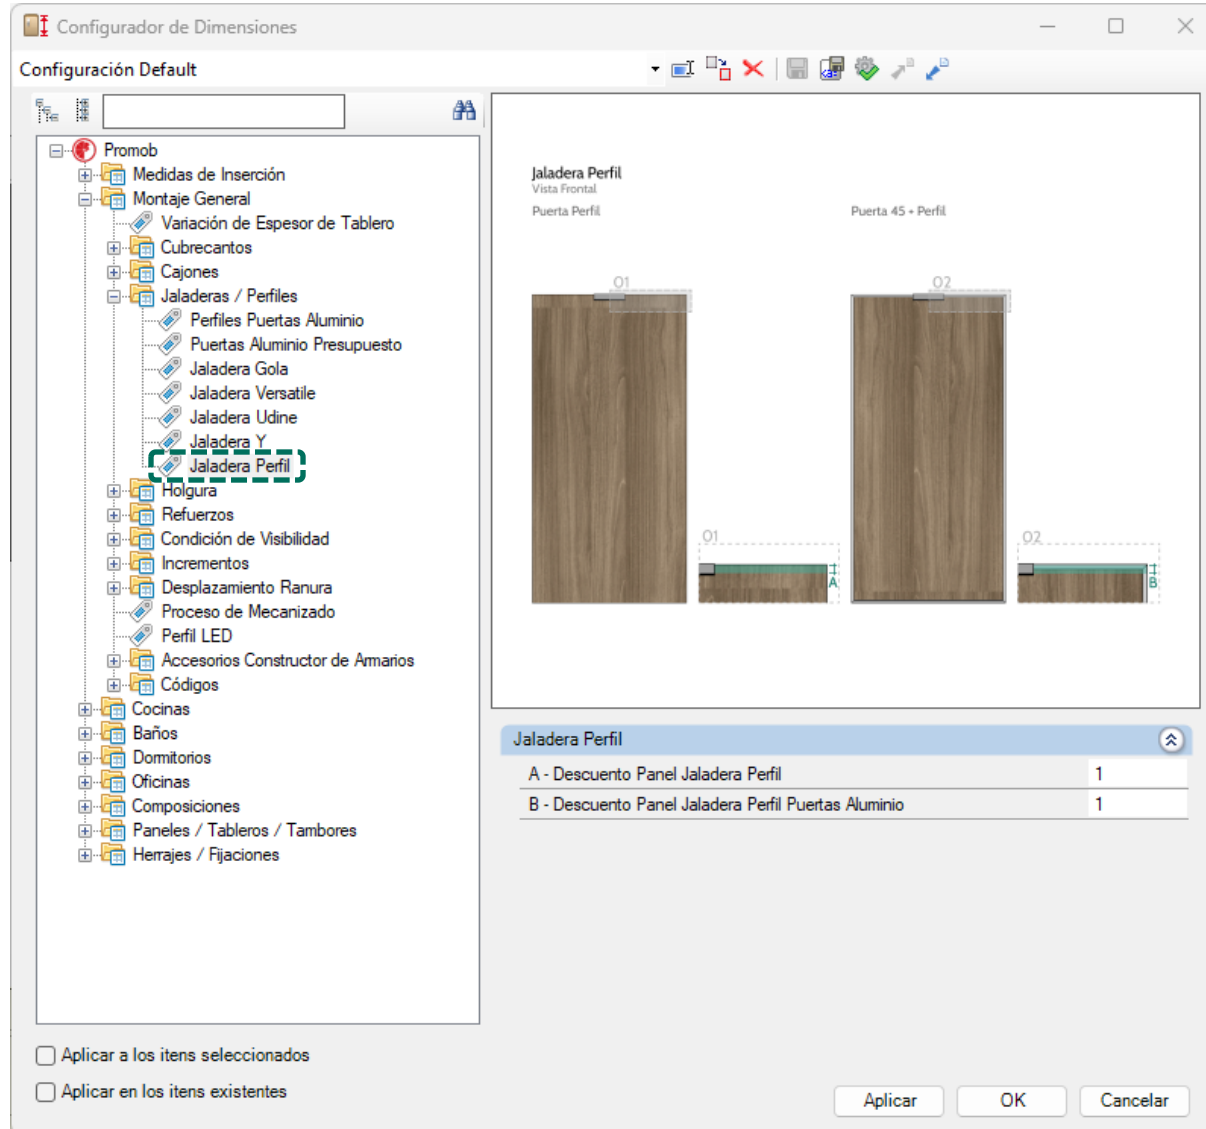 Configurador de Dimensiones
Configuración Default
Promob
Medidas de Inserción
Montaje General
Variación de Espesor de Tablero
Cubrecantos
Cajones
Jaladeras / Perfiles
Perfiles Puertas Aluminio
Puertas Aluminio Presupuesto
Jaladera Gola
Jaladera Versatile
Jaladera Udine
Jaladera Y
Jaladera Perfil
Holgura
Refuerzos
Condición de Visibilidad
Incrementos
Desplazamiento Ranura
Proceso de Mecanizado
Perfil LED
Accesorios Constructor de Armarios
Códigos
Cocinas
Baños
Dormitorios
Oficinas
Composiciones
Paneles / Tableros / Tambores
Herrajes / Fijaciones
Jaladera Perfil
Vista Frontal
Puerta Perfil
Puerta 45 + Perfil
01
02
01
02
A
B
Jaladera Perfil
A - Descuento Panel Jaladera Perfil 1
B - Descuento Panel Jaladera Perfil Puertas Aluminio 1
Aplicar a los itens seleccionados
Aplicar en los itens existentes
Aplicar
OK
Cancelar